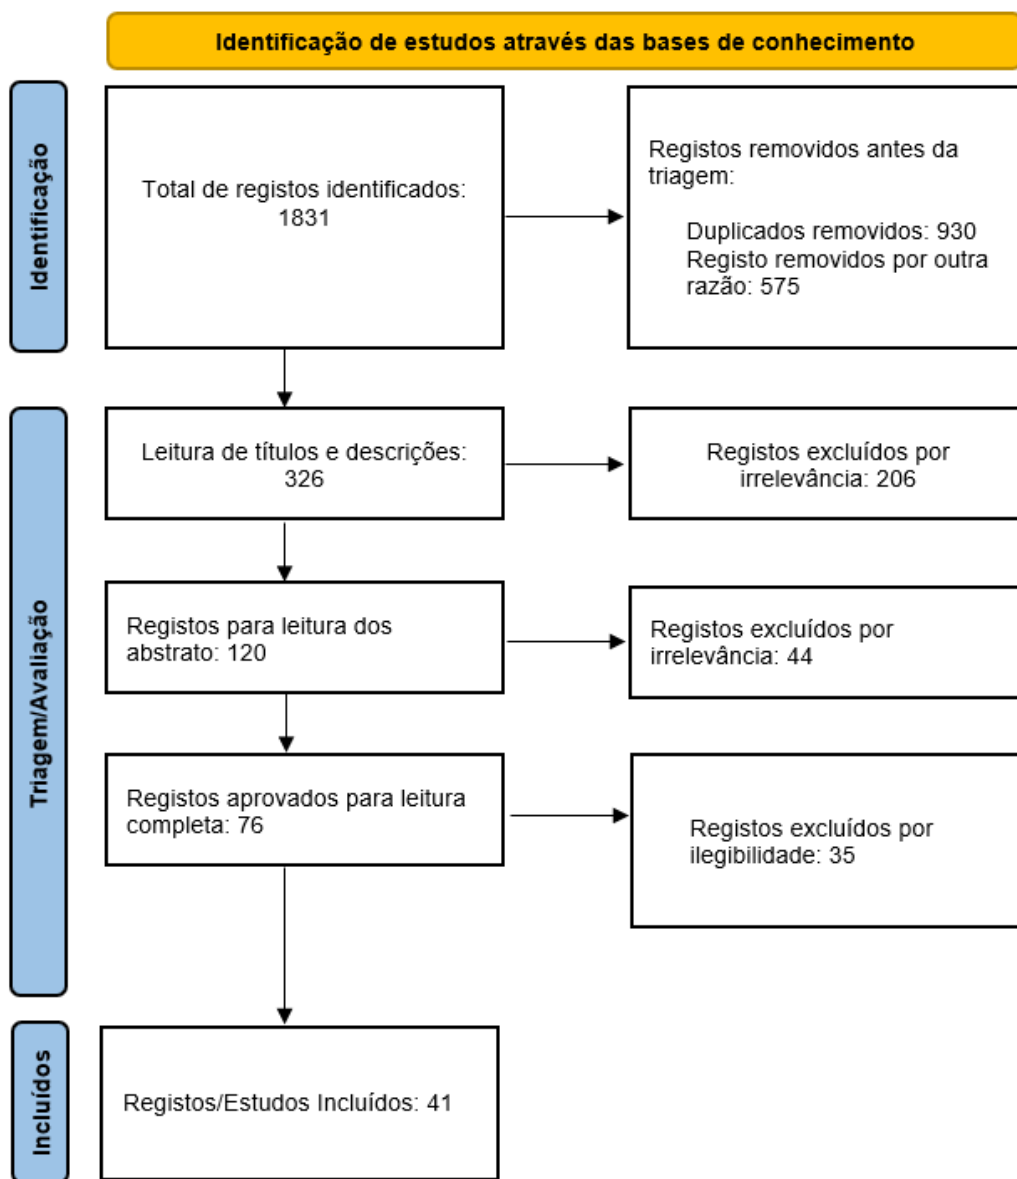 Identificação de estudos através das bases de conhecimento
Identificação
Total de registos identificados:
1831
Registos removidos antes da
triagem:
Duplicados removidos: 930
Registo removidos por outra
razão: 575
Triagem/Avaliação
Leitura de títulos e descrições:
326
Registos excluídos por
irrelevância: 206
Registos para leitura dos
abstrato: 120
Registos excluídos por
irrelevância: 44
Registos aprovados para leitura
completa: 76
Registos excluídos por
ilegibilidade: 35
Incluídos
Registos/Estudos Incluídos: 41